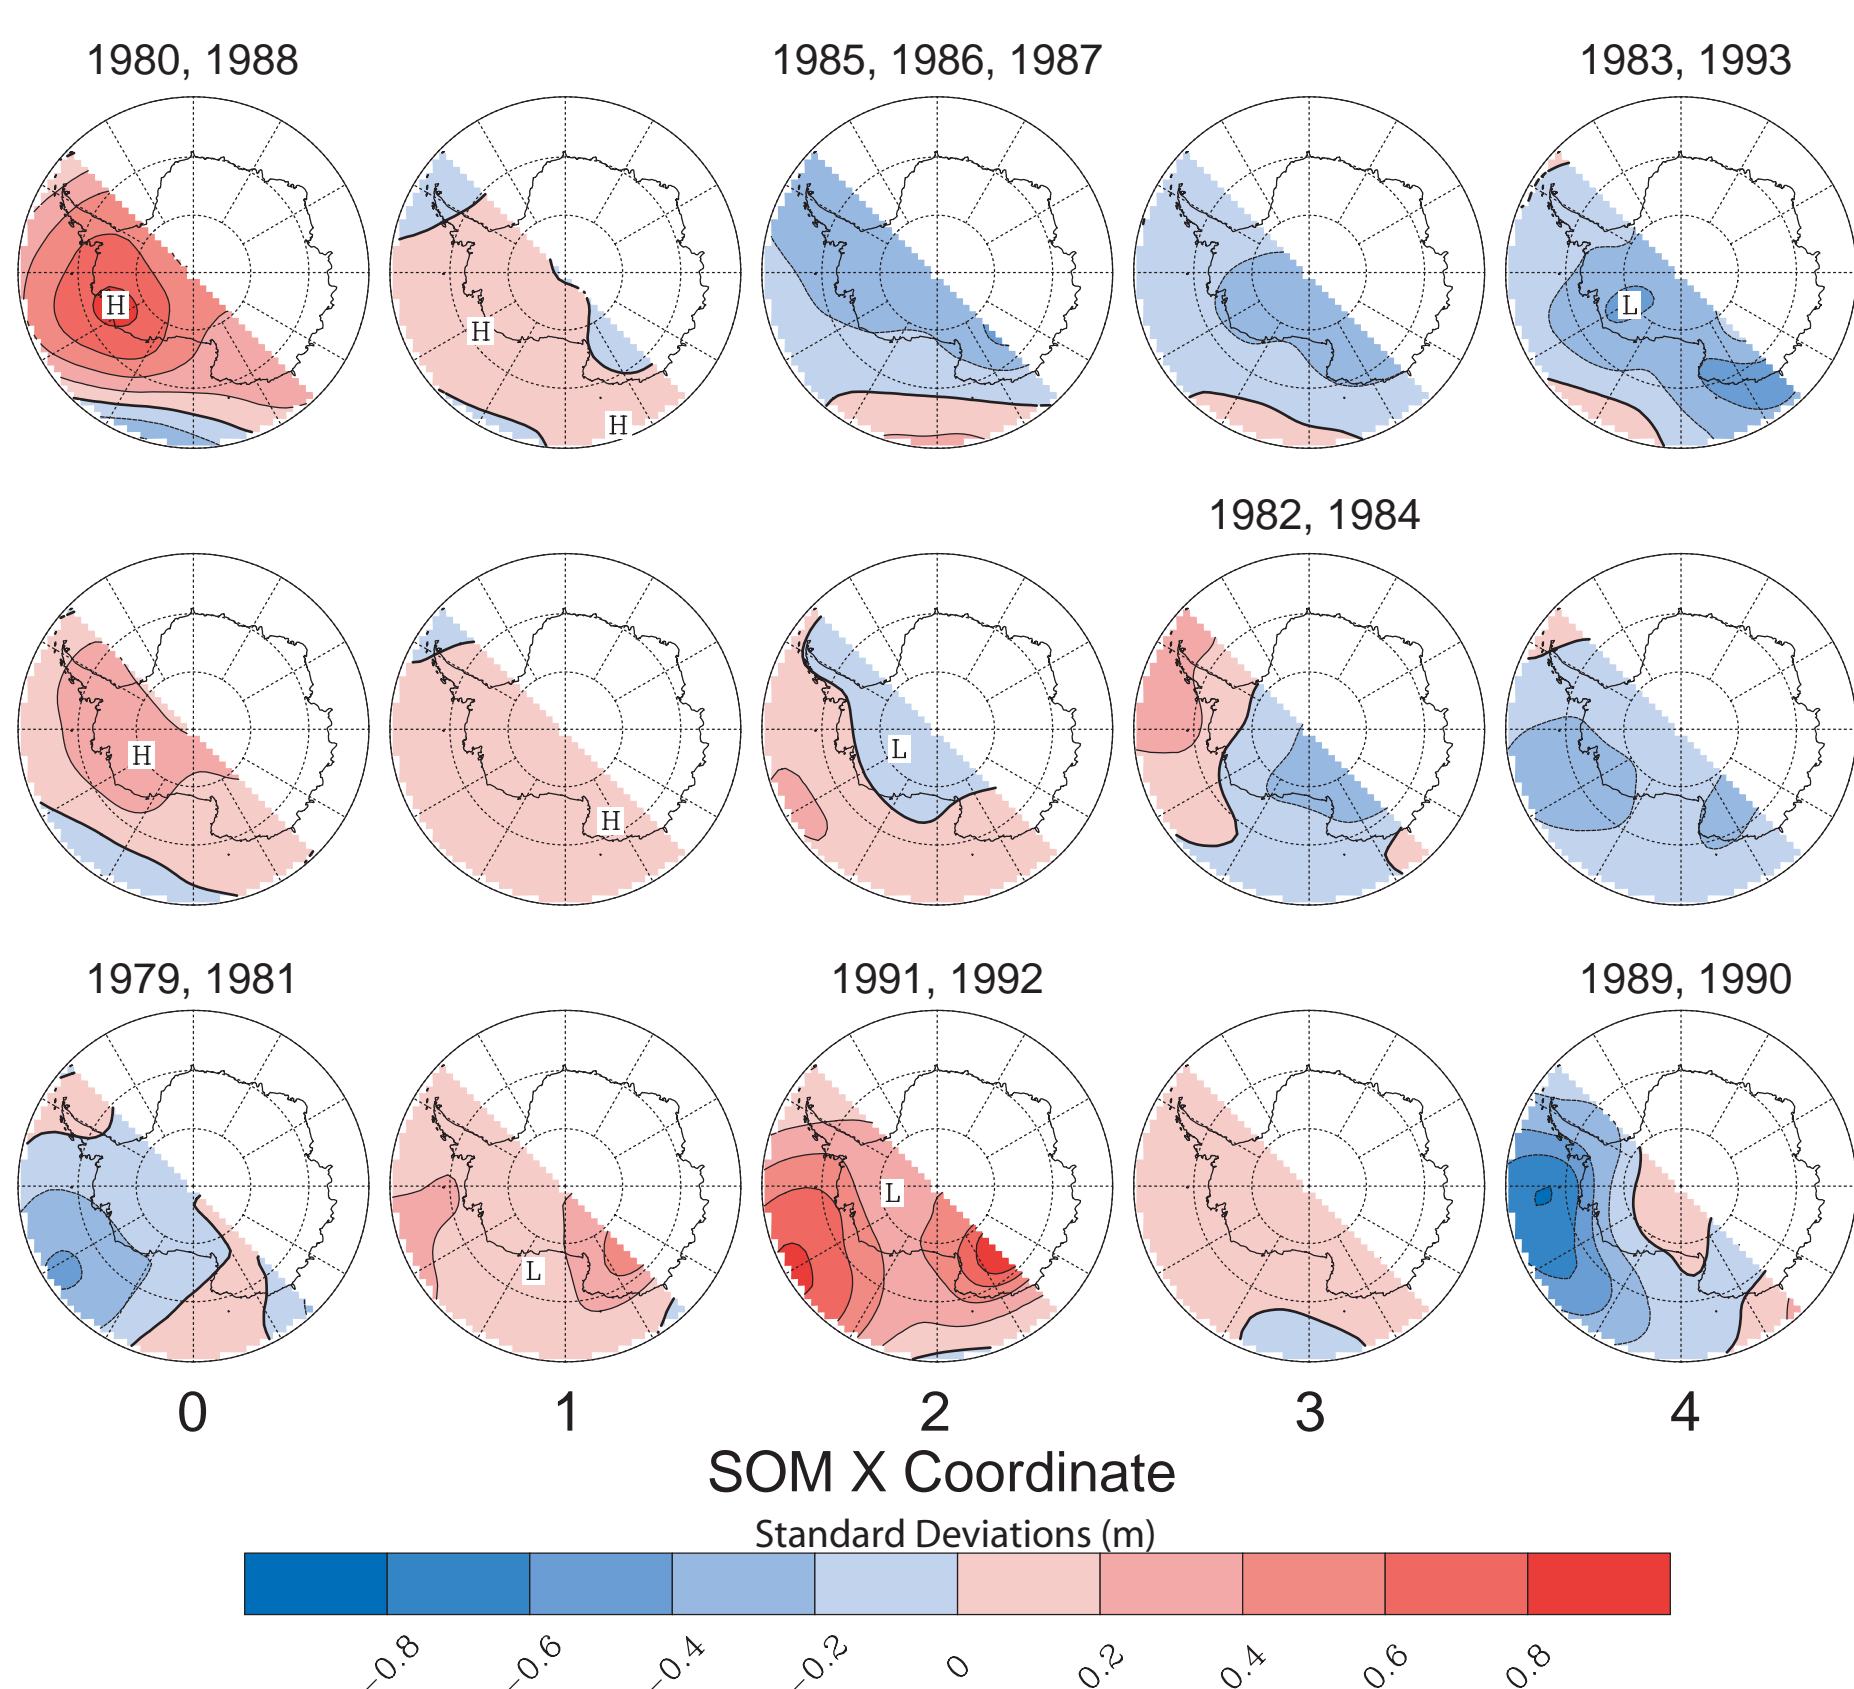 1980, 1988 1985, 1986, 1987 1983, 1993
H L
H
H
1982, 1984
H L
H
1979, 1981 1991, 1992 1989, 1990
L
L
0 1 2 3 4
SOM X Coordinate
Standard Deviations (m)
−0.8 −0.6 −0.4 −0.2 0 0.2 0.4 0.6 0.8